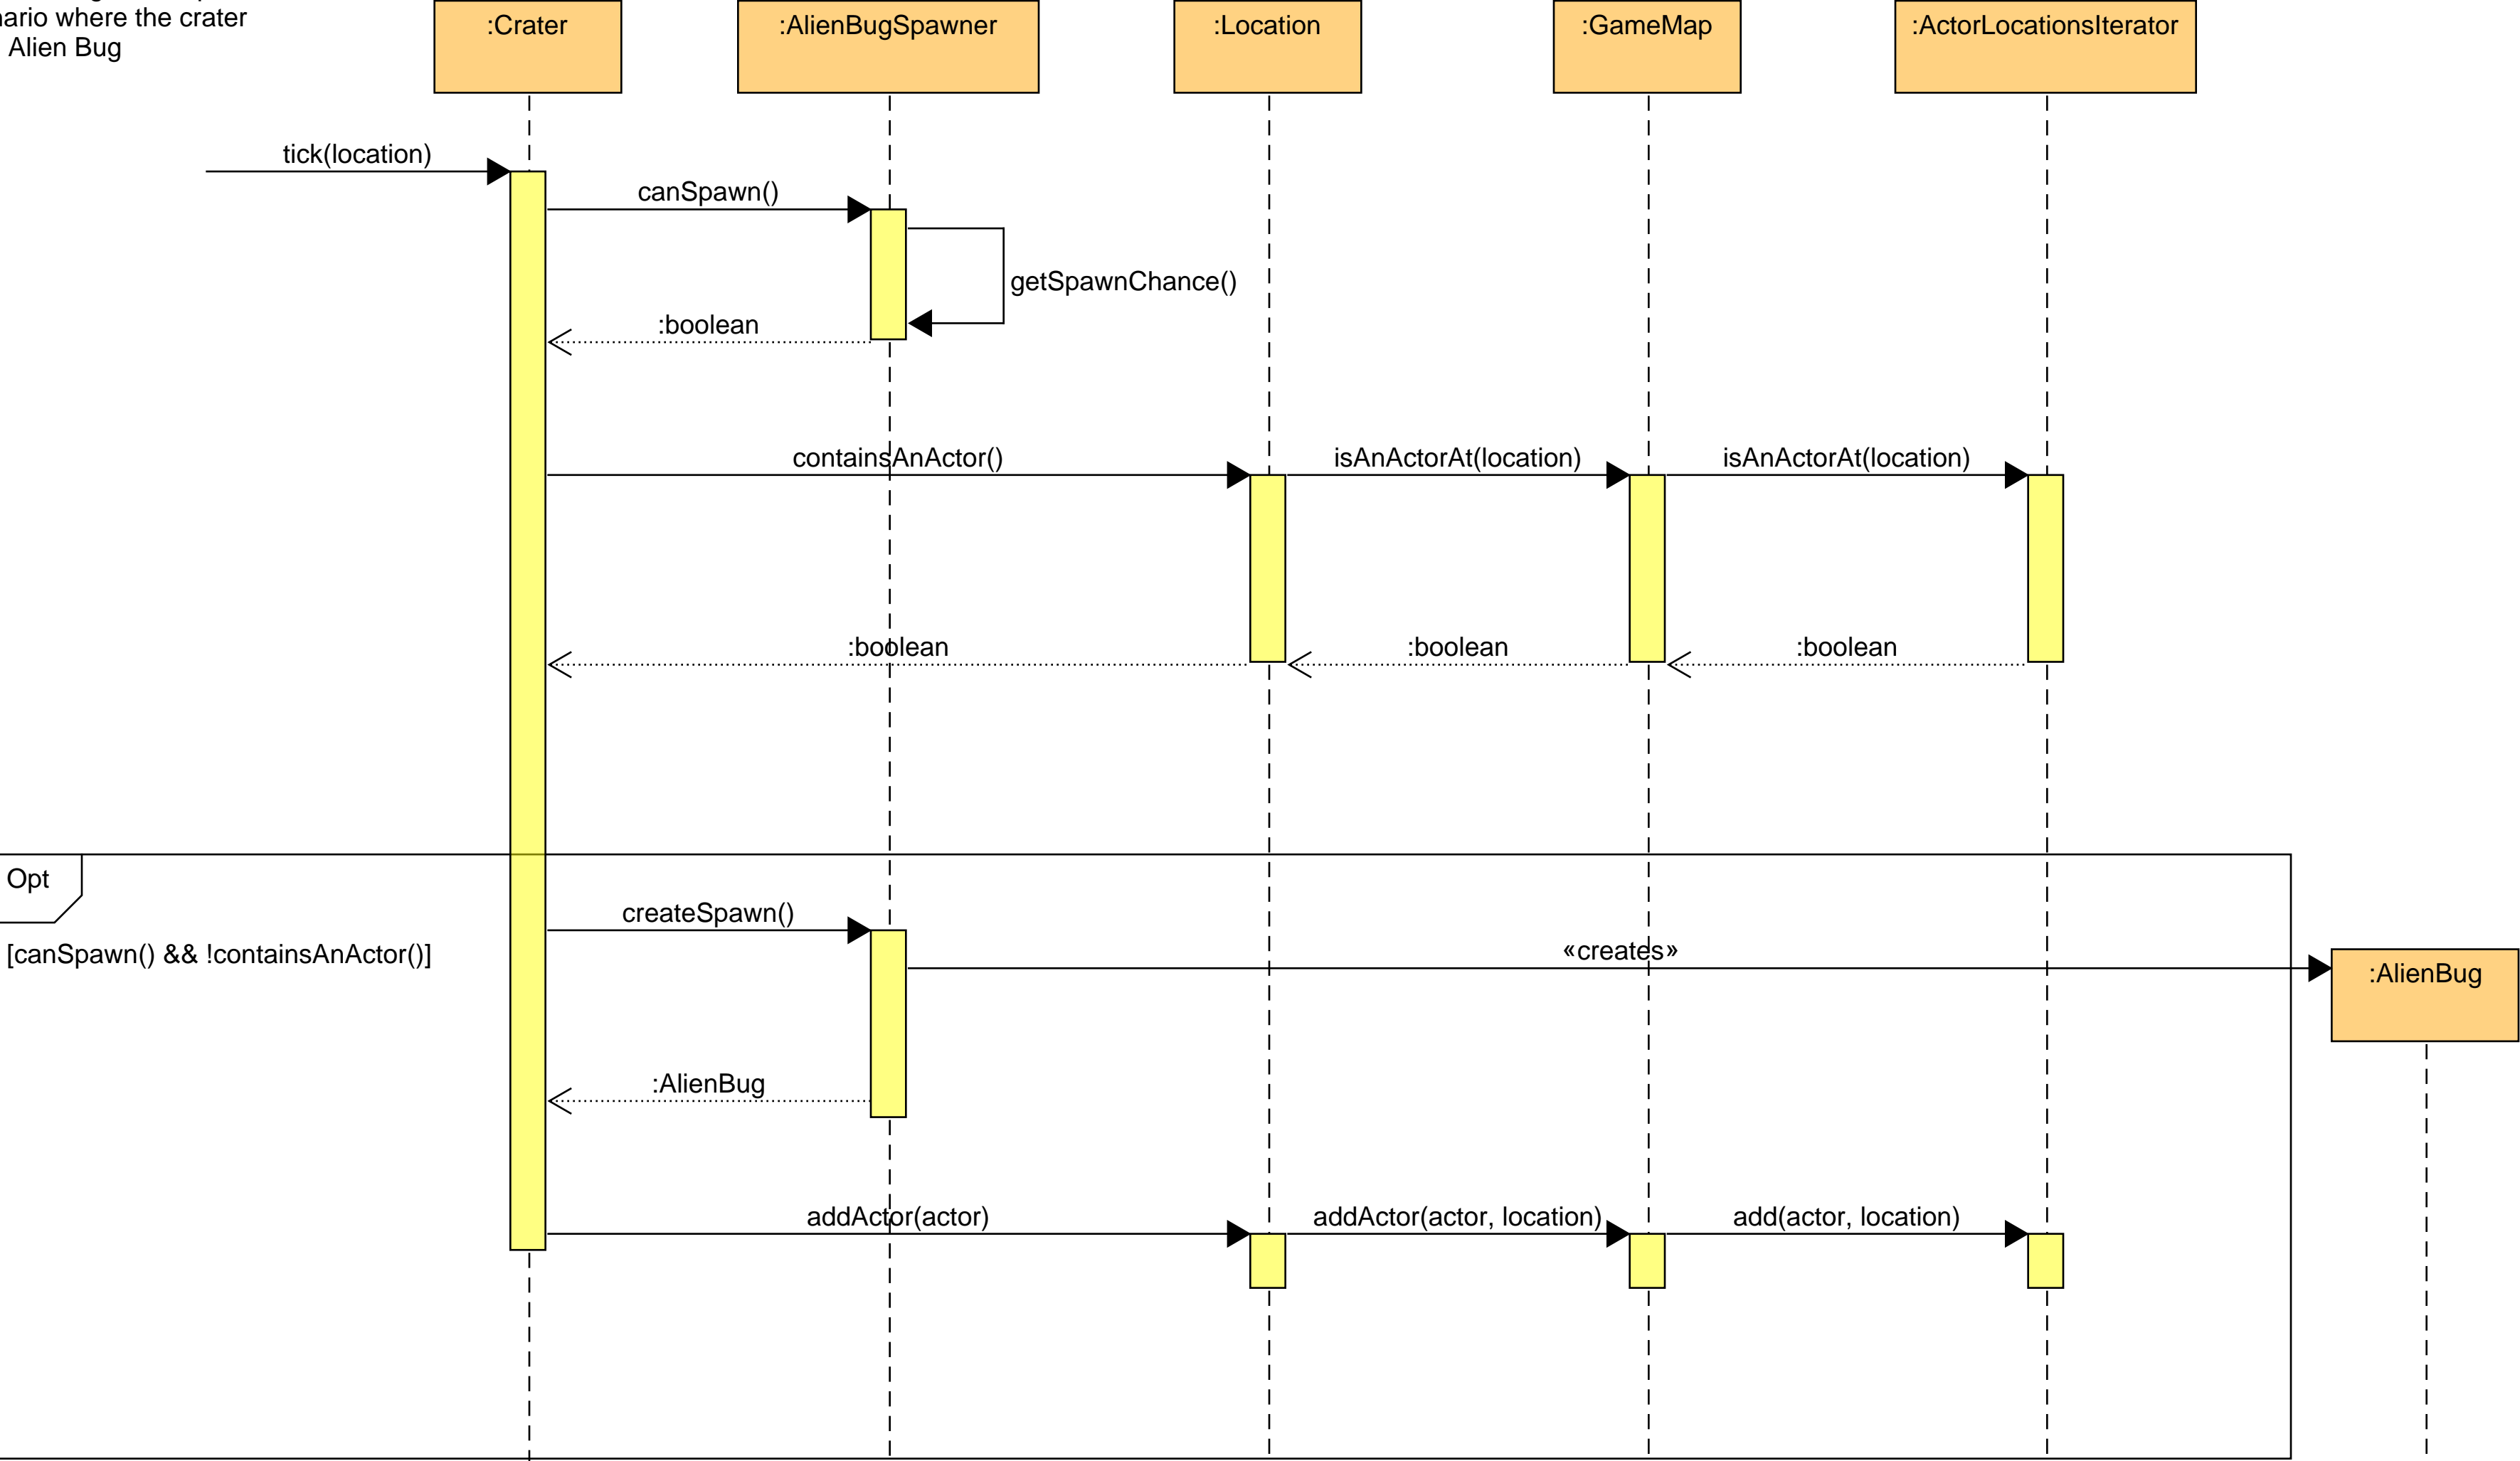 where the crater
Alien Bug
:Crater
:AlienBugSpawner
:Location
:GameMap
:ActorLocationsIterator
tick(location)
canSpawn()
getSpawnChance()
:boolean
containsAnActor()
isAnActorAt(location)
isAnActorAt(location)
:boolean
:boolean
:boolean
Opt
createSpawn()
[canSpawn() && !containsAnActor()]
«creates»
:AlienBug
:AlienBug
addActor(actor)
addActor(actor, location)
add(actor, location)